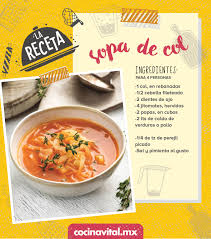 LA
RECETA
sopa de col
INGREDIENTES
PARA 4 PERSONAS
-1 col, en rebanadas
-1/2 cebolla fileteada
-2 dientes de ajo
-4 jitomates, hervidos
-2 papas, en cubos
-2 lts de caldo de
verduras o pollo
-1/4 de tz de perejil
picado
-Sal y pimienta al gusto
cocinavital.mx